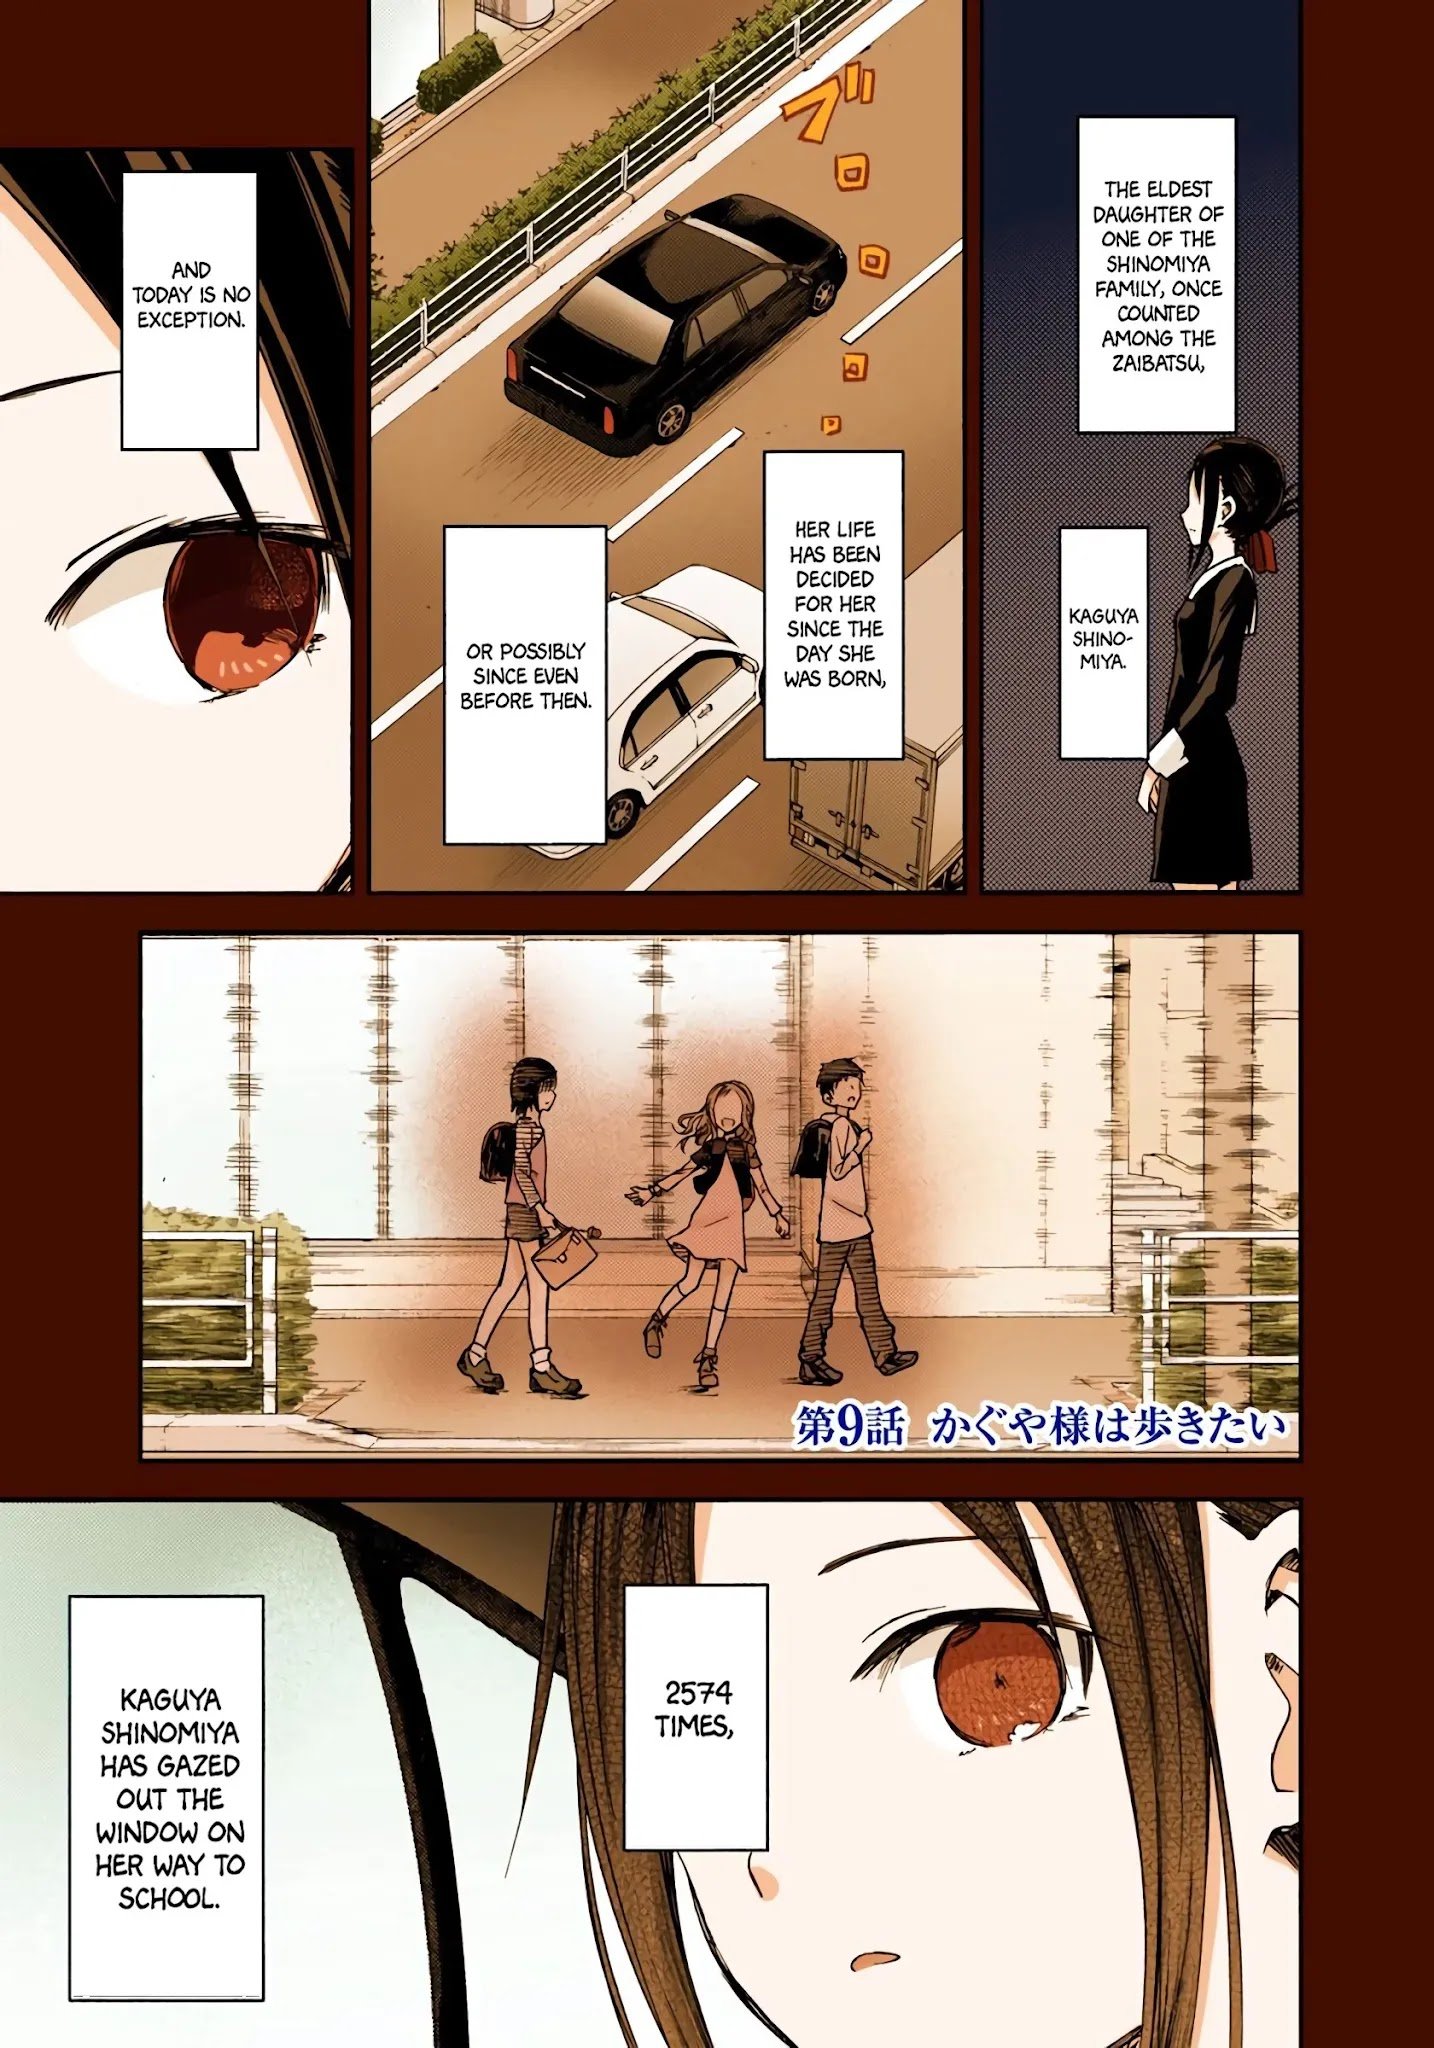 THE ELDEST
DAUGHTER OF
ONE OF THE
SHINOMIYA
FAMILY, ONCE
COUNTED
AMONG THE
ZAIBATSU,
KAGUYA
SHINO-
MIYA.
ブロロロロ
HER LIFE
HAS BEEN
DECIDED
FOR HER
SINCE THE
DAY SHE
WAS BORN,
OR POSSIBLY
SINCE EVEN
BEFORE THEN.
AND
TODAY IS NO
EXCEPTION.
第9話 かぐや様は歩きたい
2574
TIMES,
KAGUYA
SHINOMIYA
HAS GAZED
OUT THE
WINDOW ON
HER WAY TO
SCHOOL.